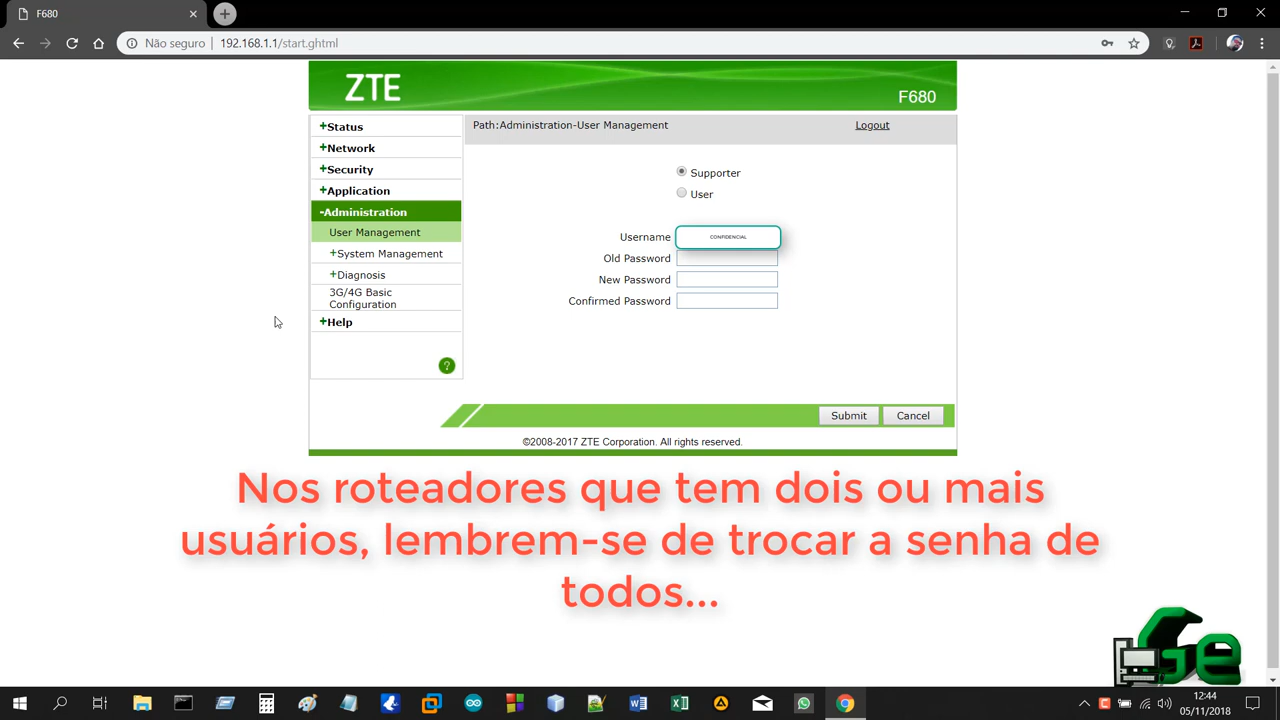 F680
Não seguro
192.168.1.1/start.ghtml
ZTE
F680
+Status
+Network
+Security
+Application
-Administration
User Management
+System Management
+Diagnosis
3G/4G Basic
Configuration
+Help
?
Path:Administration-User Management
Logout
Supporter
User
Username
CONFIDENCIAL
Old Password
New Password
Confirmed Password
Submit
Cancel
©2008-2017 ZTE Corporation. All rights reserved.
Nos roteadores que tem dois ou mais
usuários, lembrem-se de trocar a senha de
todos...
Ge
12:44
05/11/2018